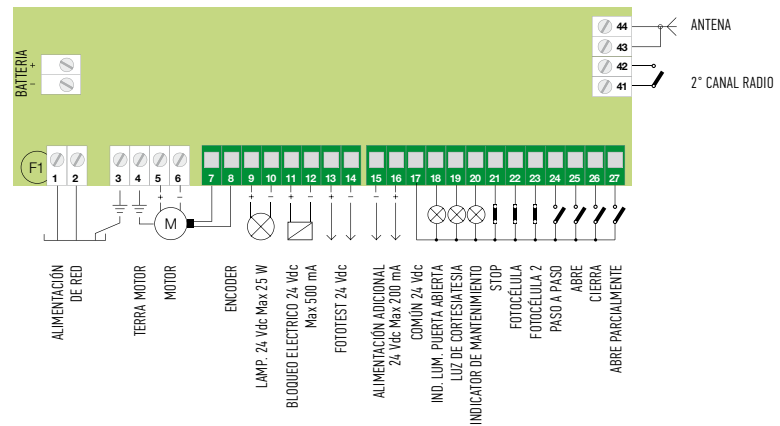 44 ANTENA
43
42
41 2° CANAL RADIO
BATTERIA
+
-
F1
1 2 3 4 5 6 7 8 9 10 11 12 13 14 15 16 17 18 19 20 21 22 23 24 25 26 27
+ - + - + - + - - +
M
ALIMENTACIÓN
DE RED
TERRA MOTOR
MOTOR
ENCODER
LAMP. 24 Vdc Max 25 W
BLOQUEO ELECTRICO 24 Vdc
Max 500 mA
FOTOTEST 24 Vdc
ALIMENTACIÓN ADICIONAL
24 Vdc Max 200 mA
COMÚN 24 Vdc
IND. LUM. PUERTA ABIERTA
LUZ DE CORTESIATESIA
INDICATOR DE MANTENIMIENTO
STOP
FOTOCÉLULA
FOTOCÉLULA 2
PASO A PASO
ABRE
CIERRA
ABRE PARCIALMENTE